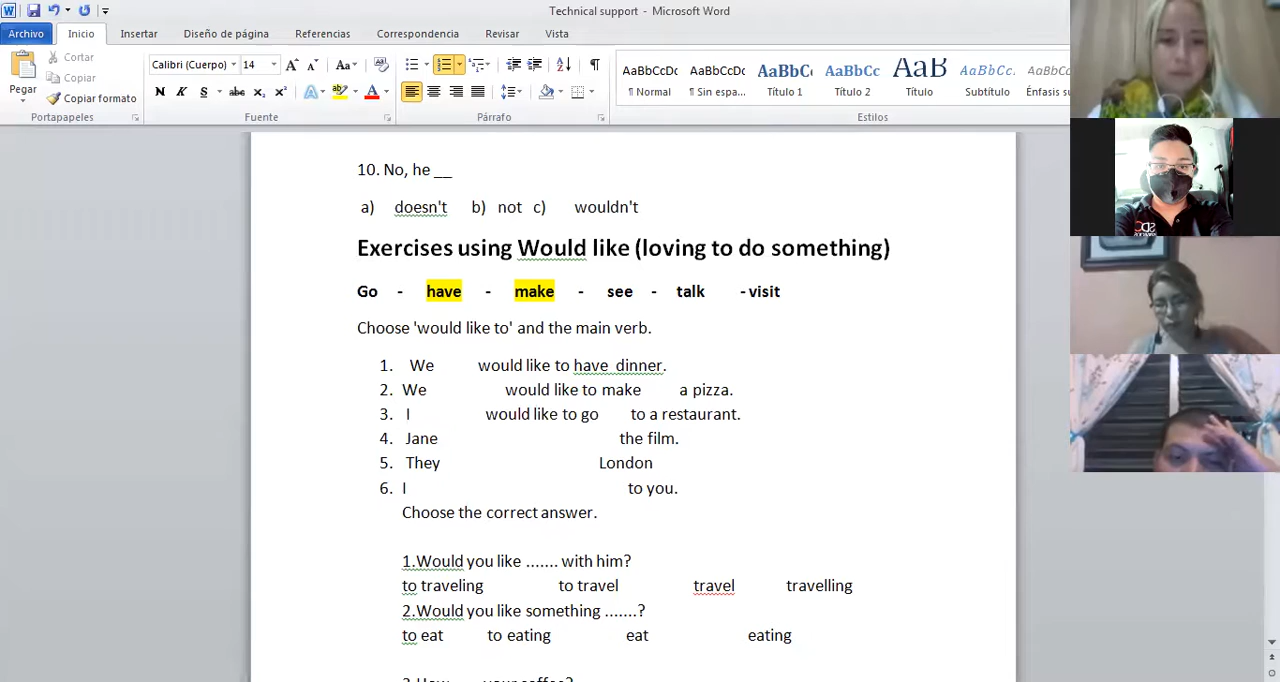 Technical support - Microsoft Word
Archivo Inicio Insertar Diseño de página Referencias Correspondencia Revisar Vista
Cortar
Copiar
Copiar formato
Pegar
Calibri (Cuerpo) 14
Portapapeles Fuente Párrafo Estilos
AaBbCcDc AaBbCcDc AaBbC AaBbCc AaB AaBbCc. AaBbCcDc
¶ Normal ¶ Sin espa... Título 1 Título 2 Título Subtítulo Énfasis
10. No, he __
a) doesn't b) not c) wouldn't
Exercises using Would like (loving to do something)
Go - have - make - see - talk - visit
Choose 'would like to' and the main verb.
1. We would like to have dinner.
2. We would like to make a pizza.
3. I would like to go to a restaurant.
4. Jane the film.
5. They London
6. I to you.
Choose the correct answer.
1.Would you like ....... with him?
to traveling to travel travel travelling
2.Would you like something .......?
to eat to eating eat eating